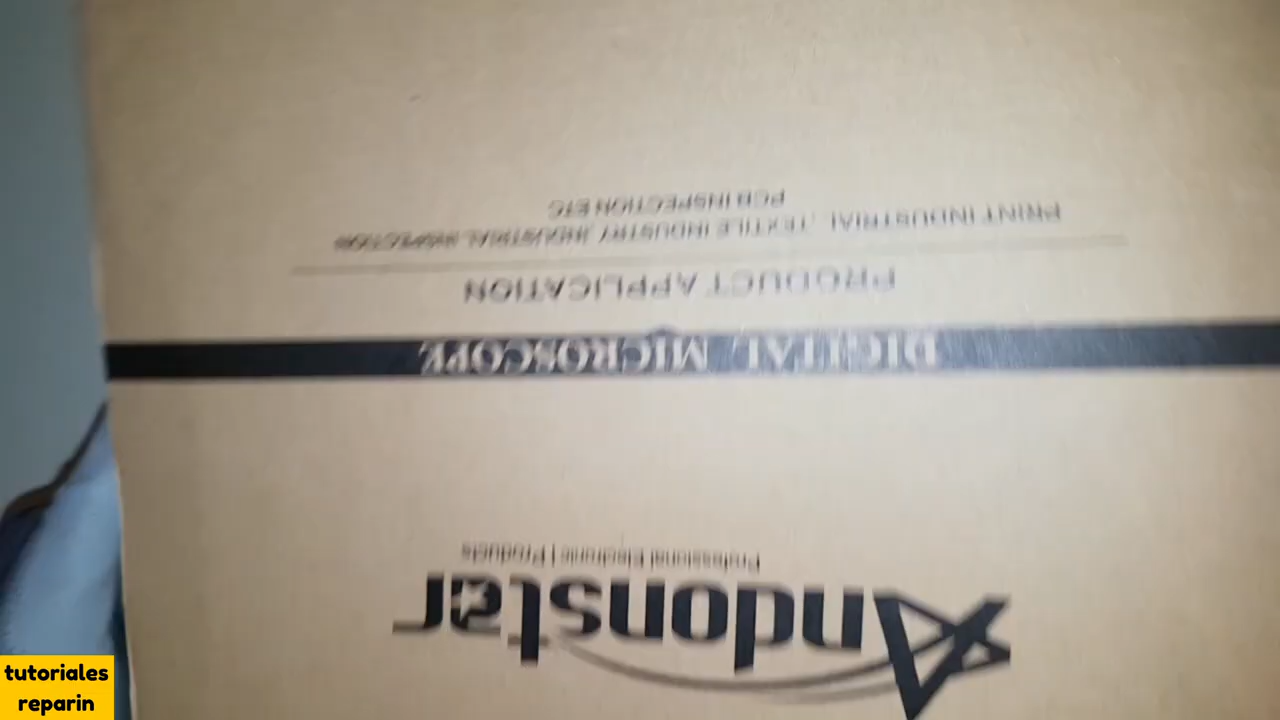 Andonstar
Professional Electronic | Products
DIGITAL MICROSCOPE
PRODUCT APPLICATION
PRINT INDUSTRIAL, TEXTILE INDUSTRY, INDUSTRIAL INSPECTION
PCB INSPECTION ETC
tutoriales
reparin